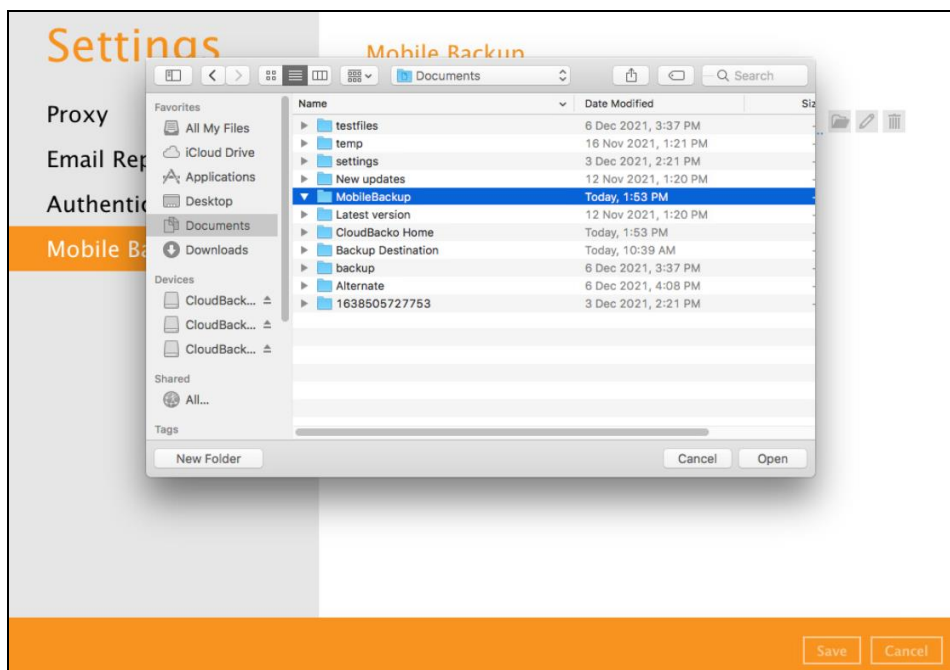 Settings
Mobile Backup
Documents
Search
Favorites
All My Files
iCloud Drive
Applications
Desktop
Documents
Downloads
Devices
CloudBack...
CloudBack...
CloudBack...
Shared
All...
Tags
Name Date Modified Siz
testfiles 6 Dec 2021, 3:37 PM
temp 16 Nov 2021, 1:21 PM
settings 3 Dec 2021, 2:21 PM
New updates 12 Nov 2021, 1:20 PM
MobileBackup Today, 1:53 PM
Latest version 12 Nov 2021, 1:20 PM
CloudBacko Home Today, 1:53 PM
Backup Destination Today, 10:39 AM
backup 6 Dec 2021, 3:37 PM
Alternate 6 Dec 2021, 4:08 PM
1638505727753 3 Dec 2021, 2:21 PM
New Folder Cancel Open
Proxy
Email Rep
Authentic
Mobile Ba
Save Cancel